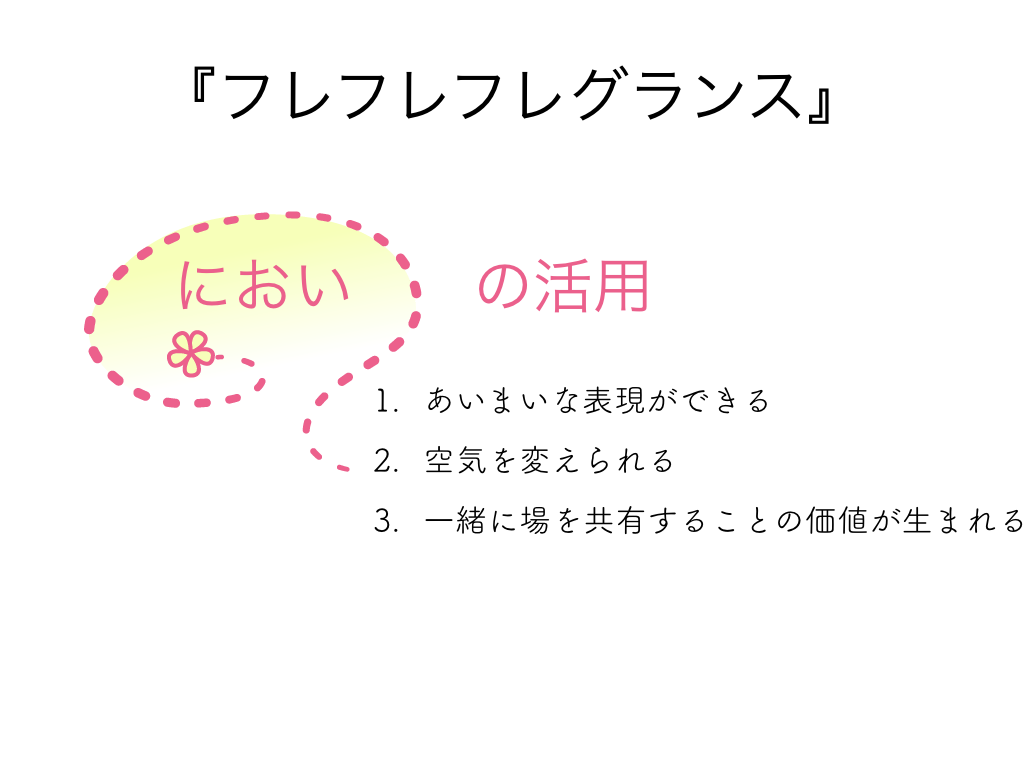 『フレフレフレグランス』
におい の活用
1. あいまいな表現ができる
2. 空気を変えられる
3. 一緒に場を共有することの価値が生まれる